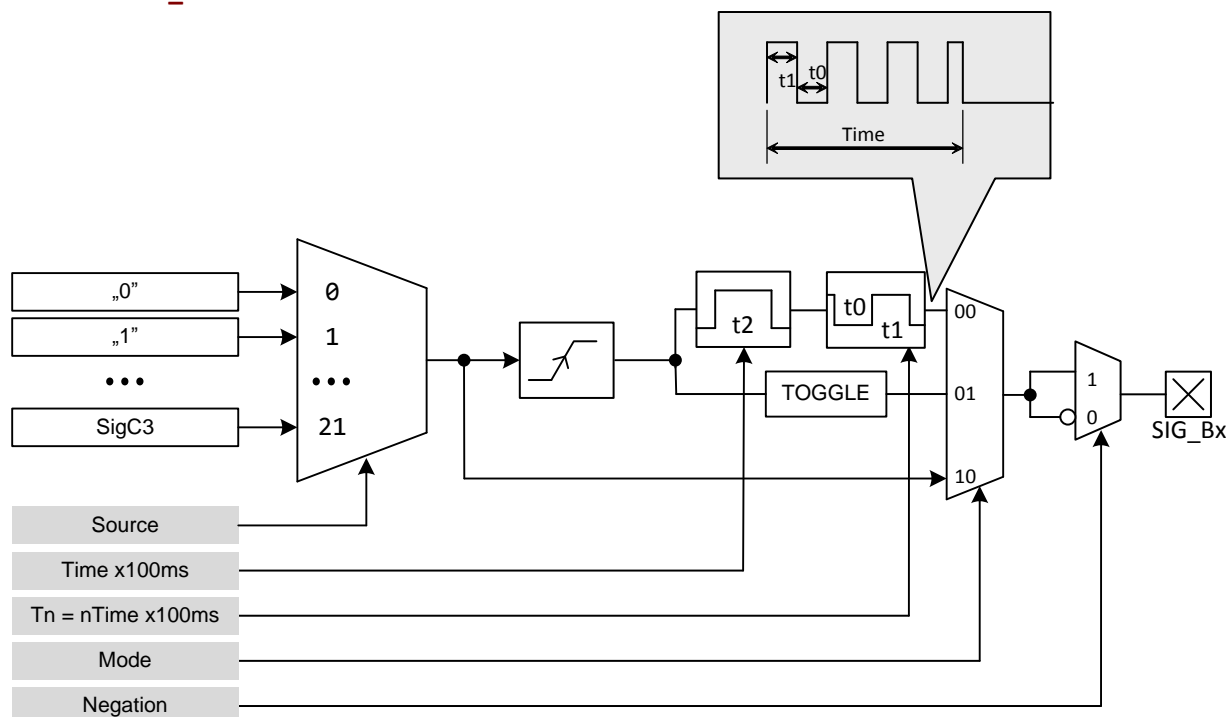 t1
t0
Time
„0”
0
„1”
1
t2
t0
t1
00
•••
•••
TOGGLE
01
1
0
SIG_Bx
SigC3
21
10
Source
Time x100ms
Tn = nTime x100ms
Mode
Negation